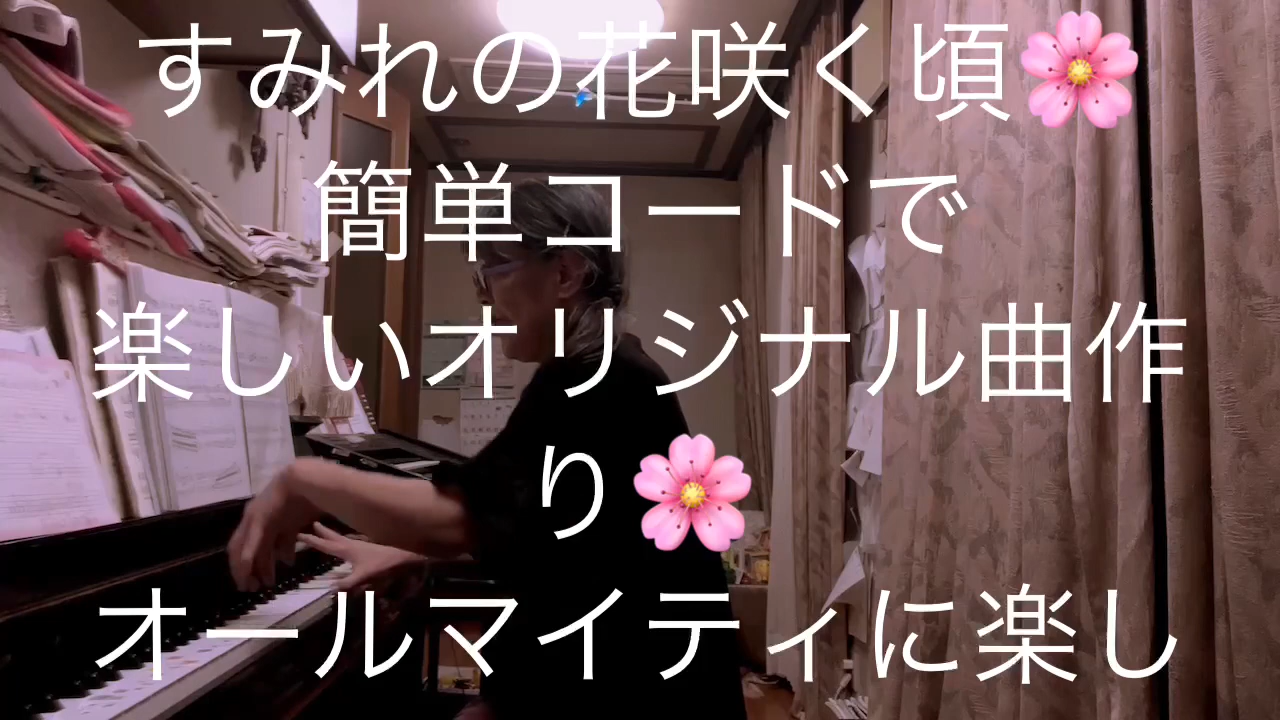 すみれの花咲く頃🌸
簡単コードで
楽しいオリジナル曲作
り🌸
オールマイティに楽し